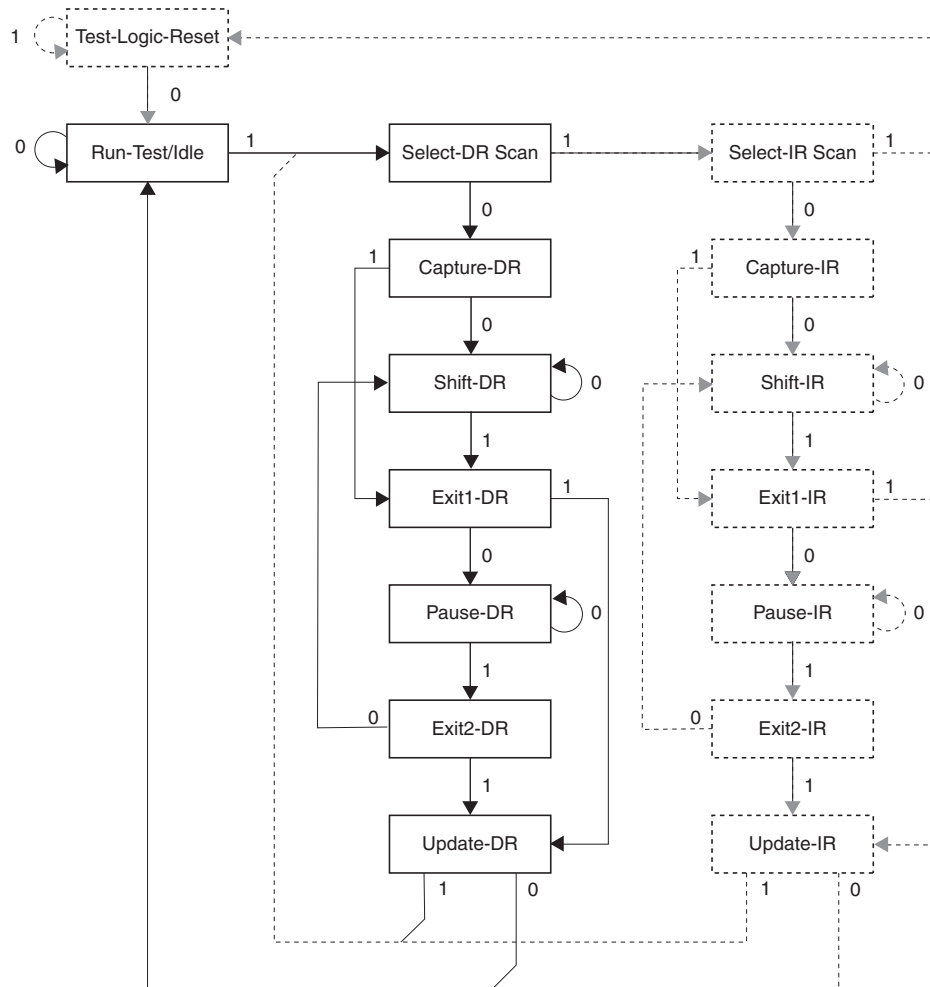 Test-Logic-Reset
1
0
Run-Test/Idle
0
1
Select-DR Scan
1
Select-IR Scan
1
0
0
1
Capture-DR
1
Capture-IR
0
0
Shift-DR
0
Shift-IR
0
1
1
Exit1-DR
1
Exit1-IR
1
0
0
Pause-DR
0
Pause-IR
0
1
1
0
Exit2-DR
0
Exit2-IR
1
1
Update-DR
Update-IR
1
0
1
0